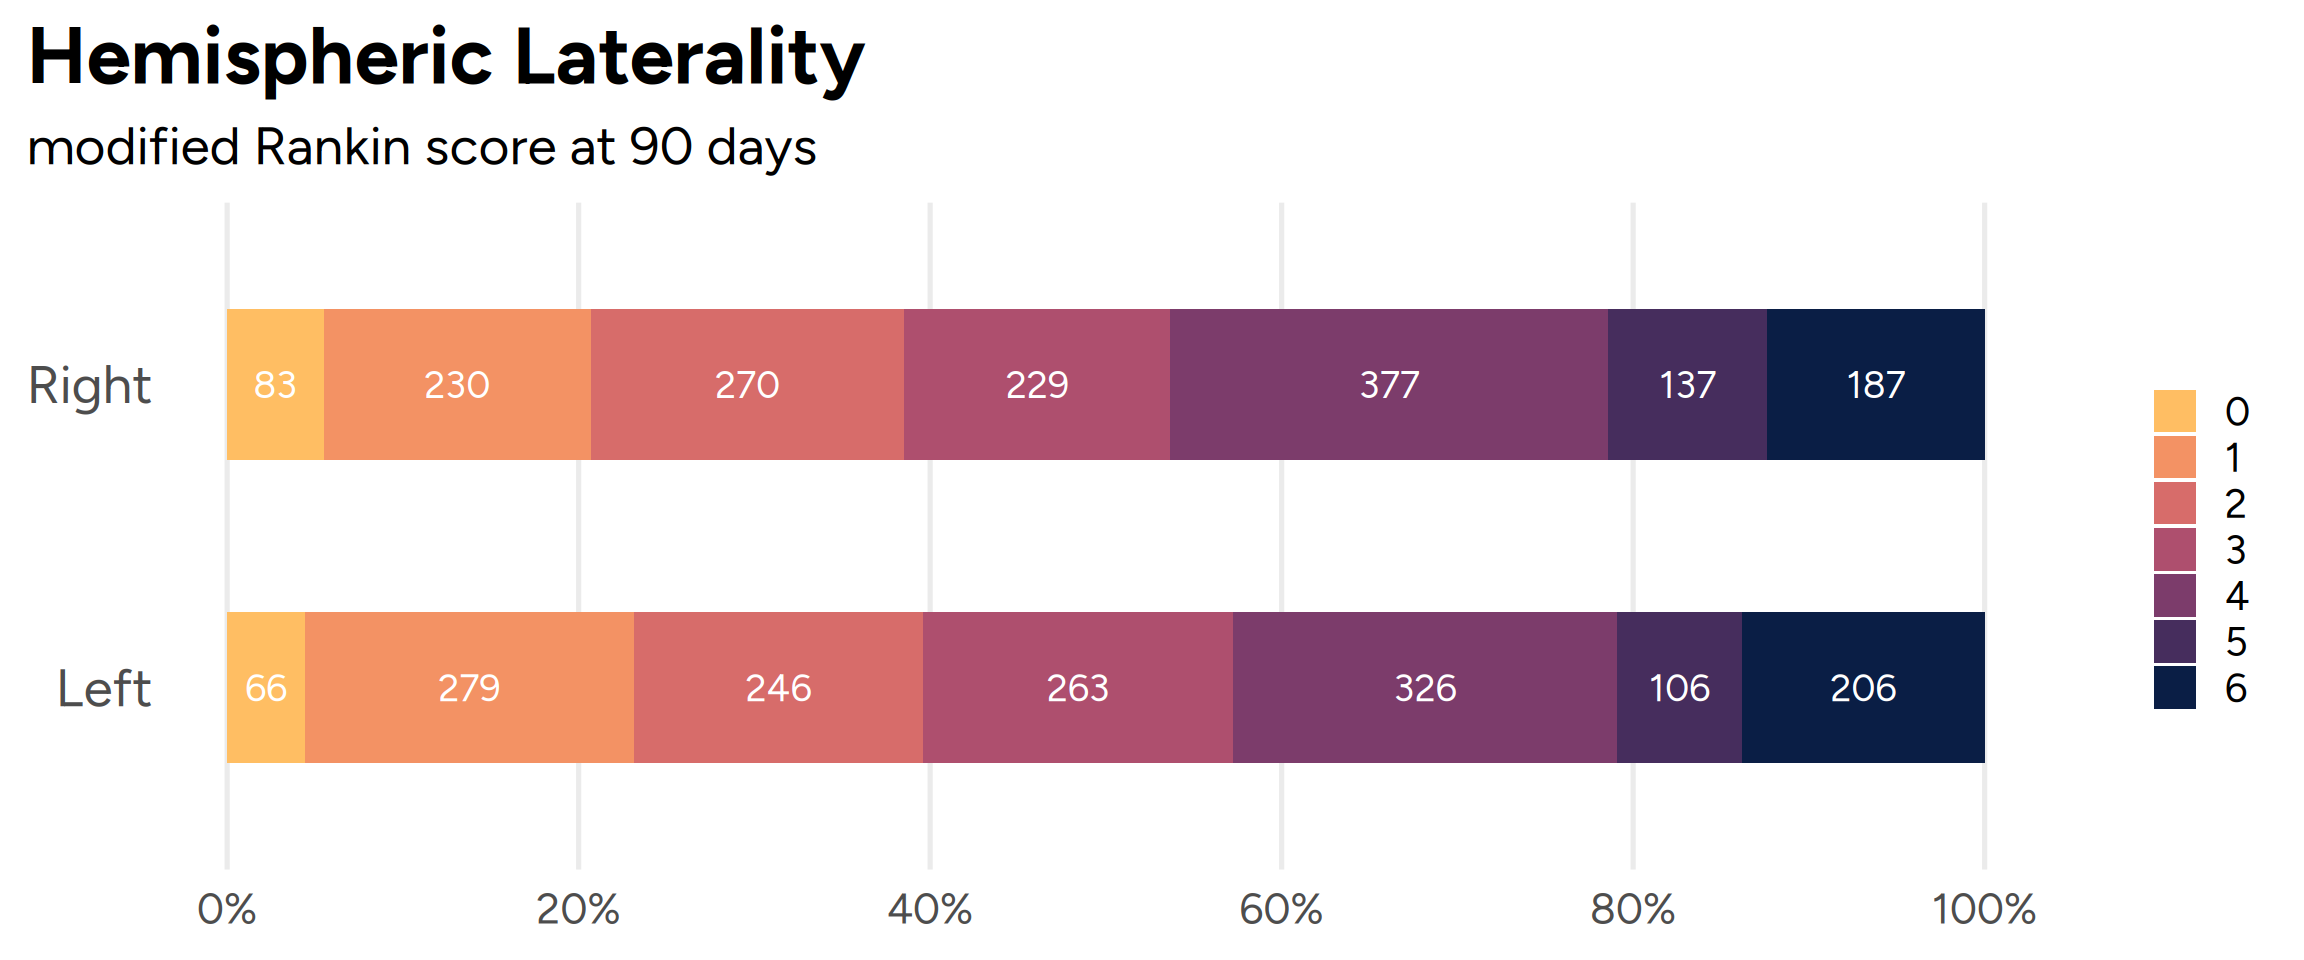 Hemispheric Laterality
modified Rankin score at 90 days
Right
83 230 270 229 377 137 187
Left
66 279 246 263 326 106 206
0% 20% 40% 60% 80% 100%
0
1
2
3
4
5
6